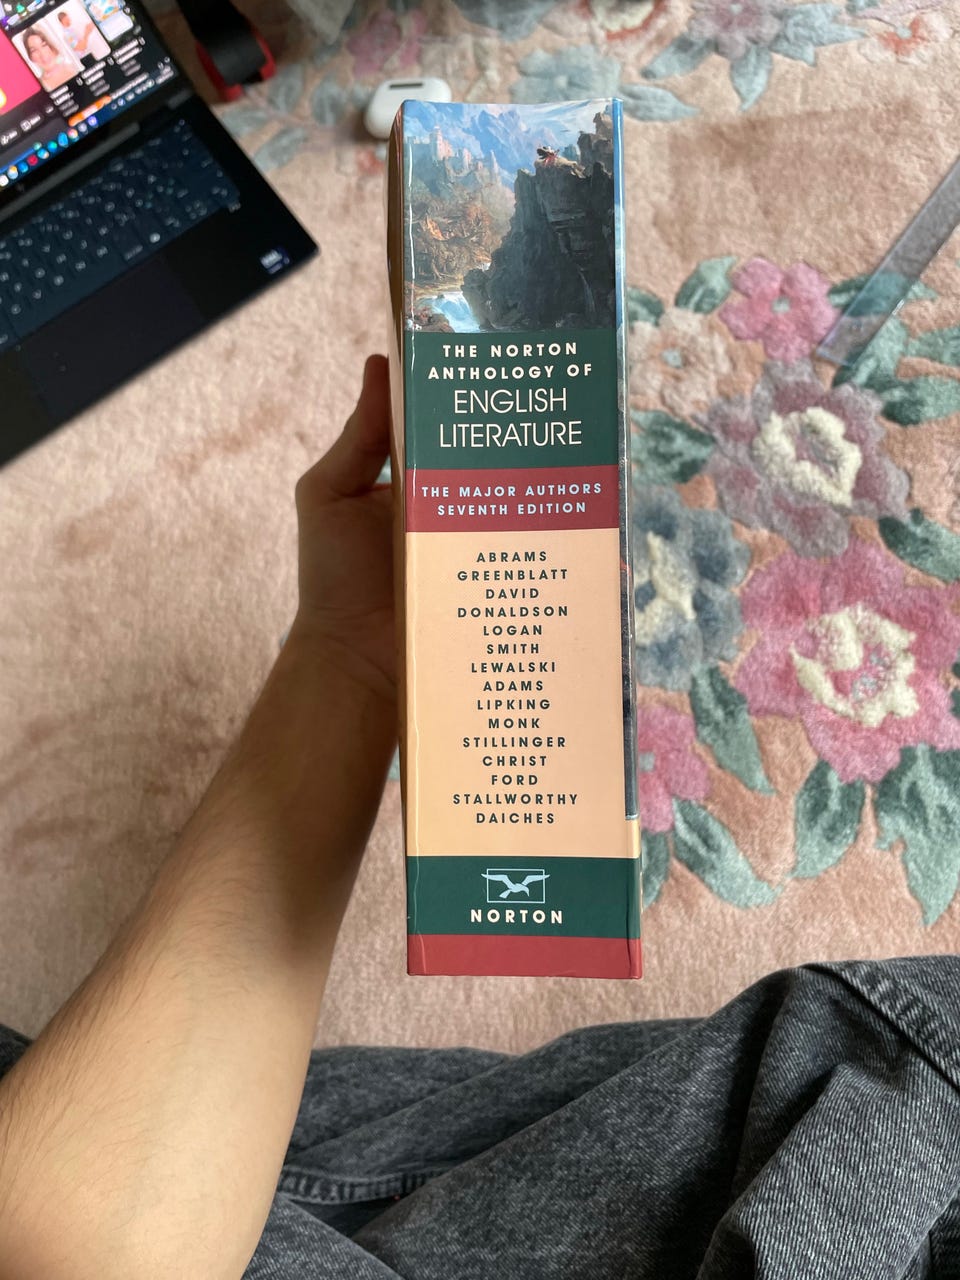 THE NORTON
ANTHOLOGY OF
ENGLISH
LITERATURE
THE MAJOR AUTHORS
SEVENTH EDITION
ABRAMS
GREENBLATT
DAVID
DONALDSON
LOGAN
SMITH
LEWALSKI
ADAMS
LIPKING
MONK
STILLINGER
CHRIST
FORD
STALLWORTHY
DAICHES
NORTON